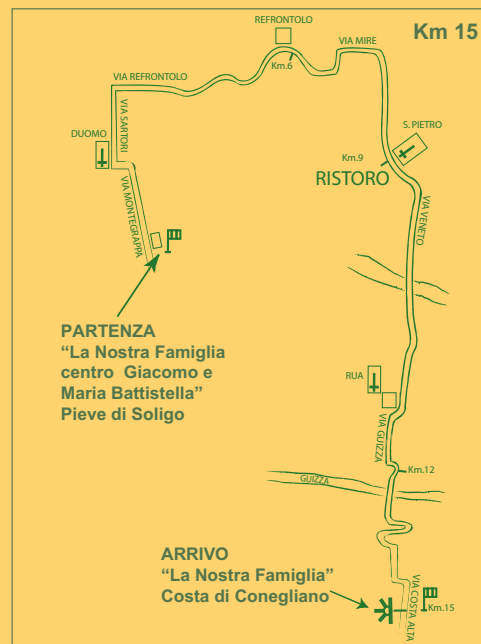 Km 15
REFRONTOLO
VIA MIRE
Km.6
VIA REFRONTOLO
VIA SARTORI
DUOMO
S. PIETRO
Km.9
RISTORO
VIA MONTEGRAPPA
VIA VENETO
PARTENZA
“La Nostra Famiglia
centro Giacomo e
Maria Battistella”
Pieve di Soligo
RUA
VIA GUIZZA
Km.12
GUIZZA
ARRIVO
“La Nostra Famiglia”
Costa di Conegliano
VIA COSTA ALTA
Km.15